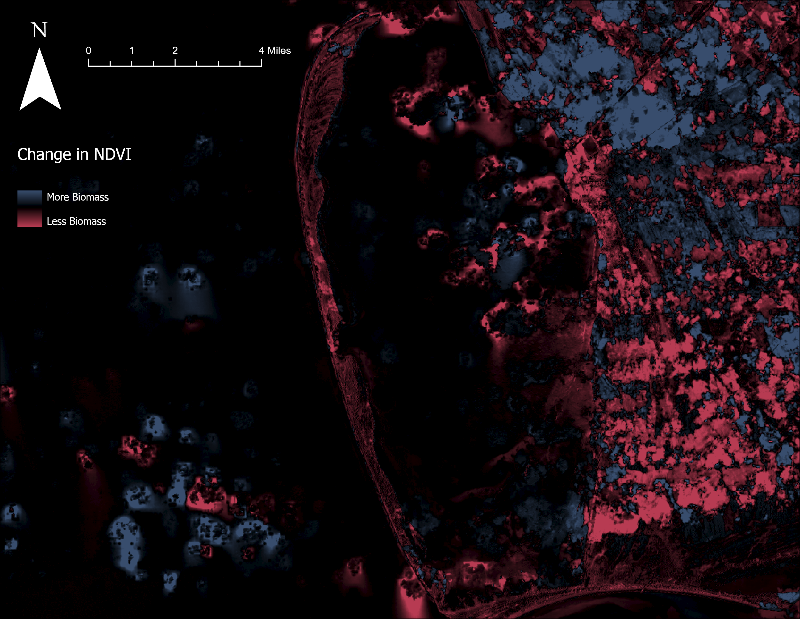 N
0 1 2 4 Miles
Change in NDVI
More Biomass
Less Biomass